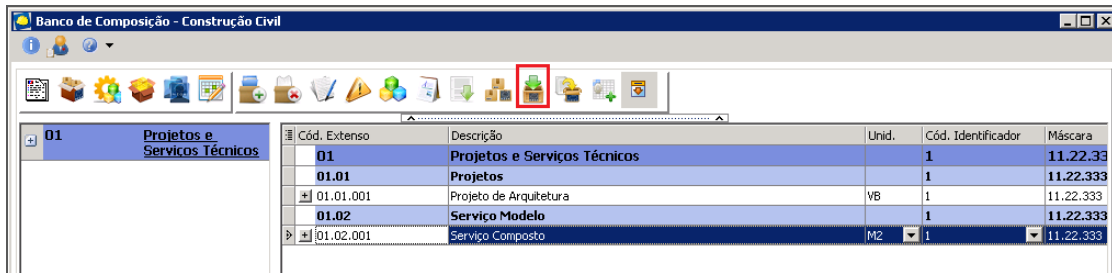 Banco de Composição - Construção Civil
01 Projetos e
Serviços Técnicos
Cód. Extenso Descrição Unid. Cód. Identificador Máscara
01 Projetos e Serviços Técnicos 1 11.22.33
01.01 Projetos 1 11.22.333
01.01.001 Projeto de Arquitetura VB 1 11.22.333
01.02 Serviço Modelo 1 11.22.333
01.02.001 Serviço Composto M2 1 11.22.333